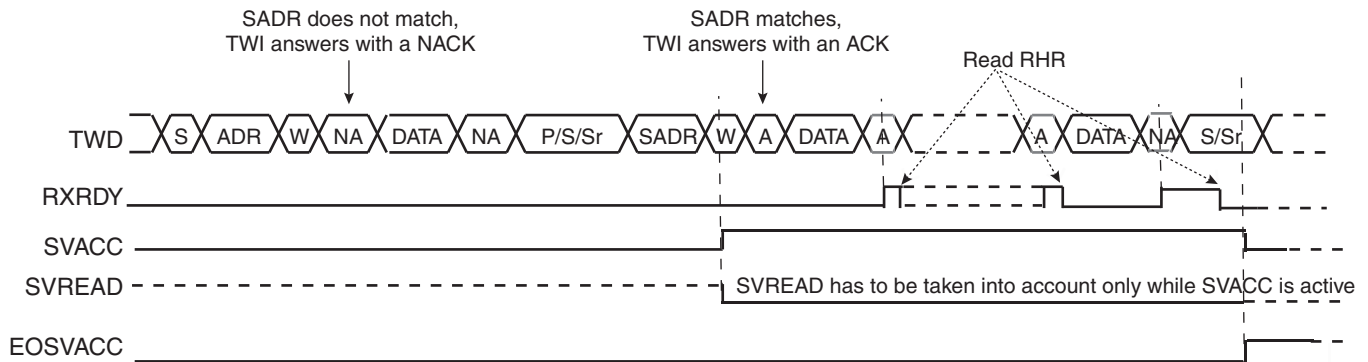 SADR does not match,
TWI answers with a NACK
SADR matches,
TWI answers with an ACK
Read RHR
TWD S ADR W NA DATA NA P/S/Sr SADR W A DATA A A DATA NA S/Sr
RXRDY
SVACC
SVREAD SVREAD has to be taken into account only while SVACC is active
EOSVACC